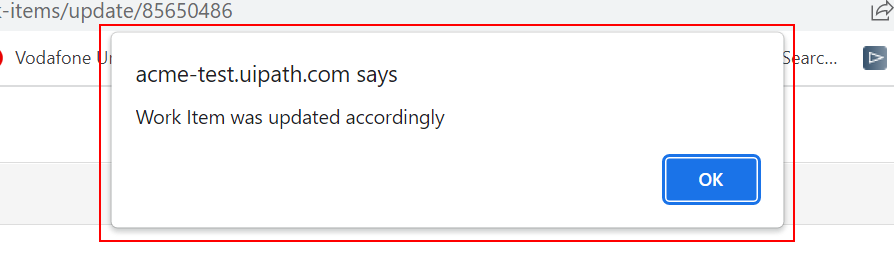 -items/update/85650486
Vodafone
Searc...
acme-test.uipath.com says
Work Item was updated accordingly
OK